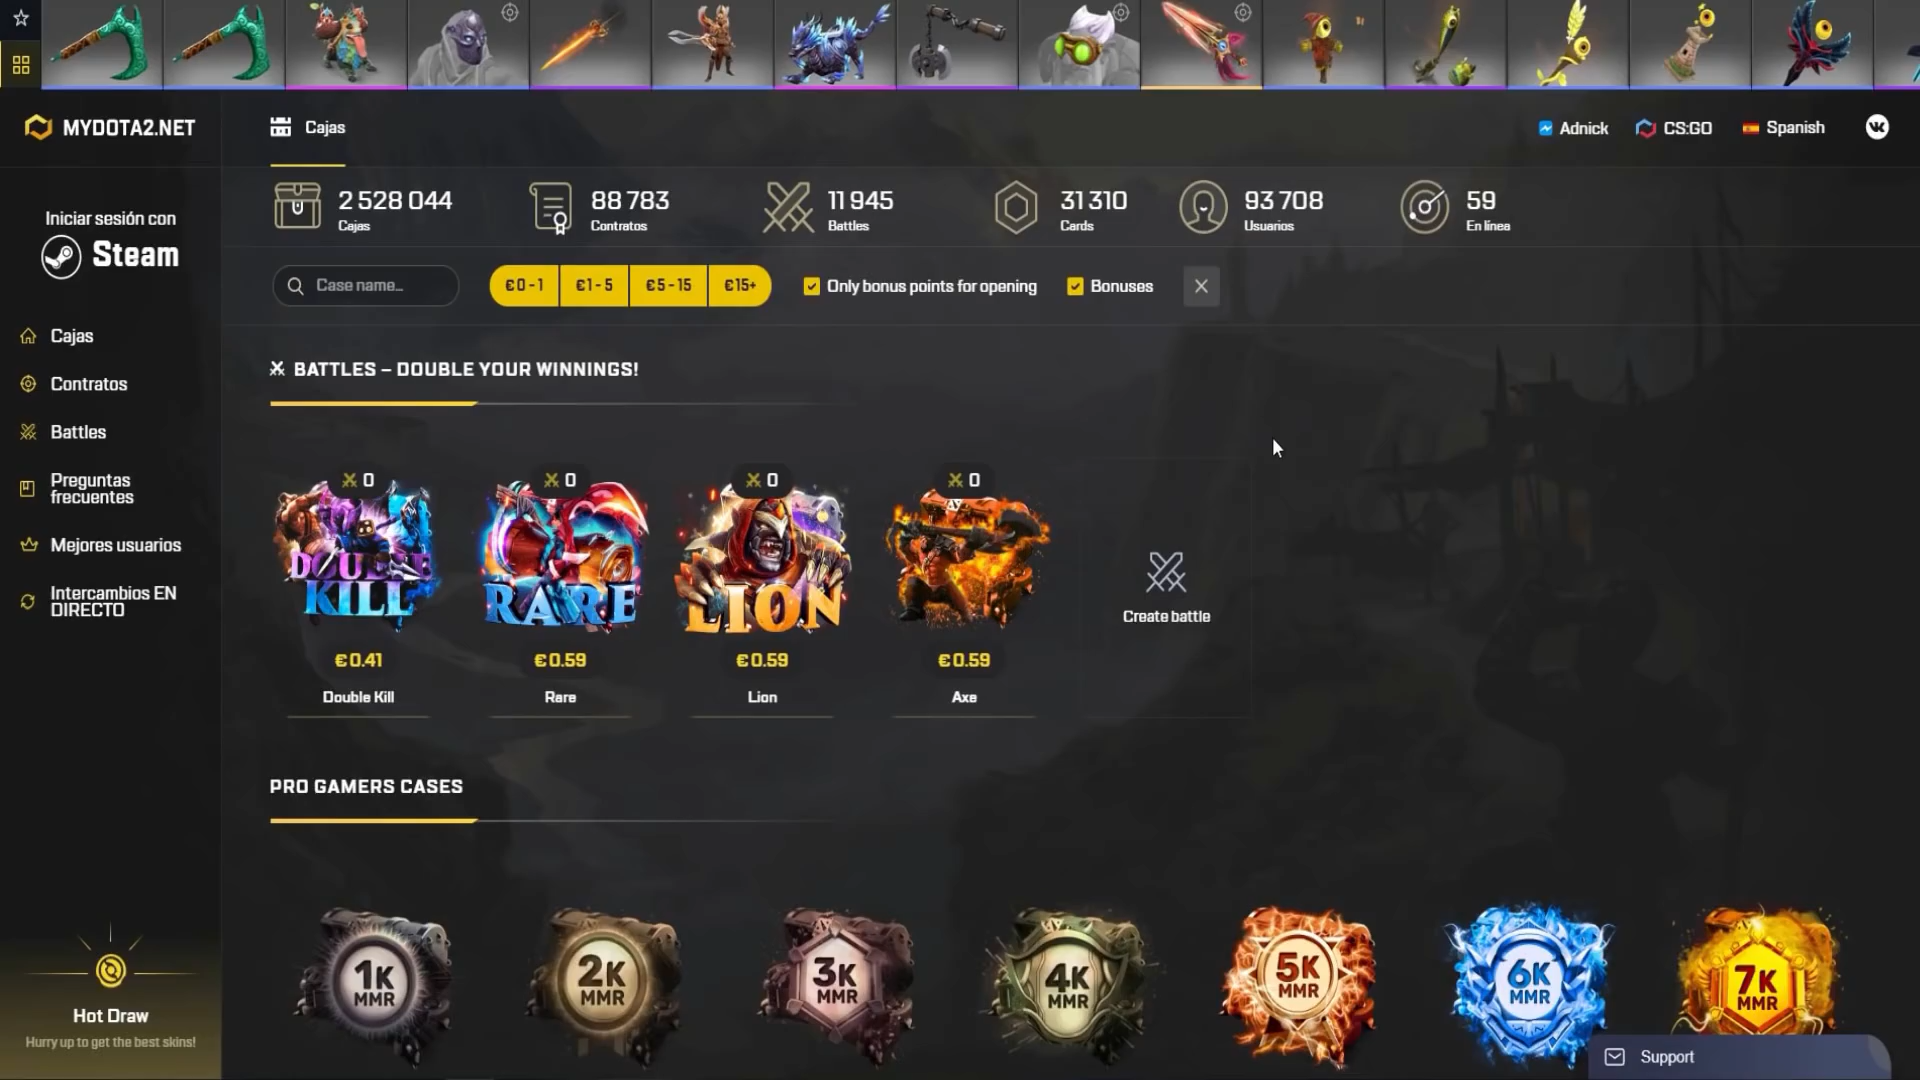 MYDOTA2.NET
Cajas
Adnick
CS:GO
Spanish
Iniciar sesión con
Steam
2 528 044
Cajas
88 783
Contratos
11 945
Battles
31 310
Cards
93 708
Usuarios
59
En línea
Case name...
€0 - 1
€1 - 5
€5 - 15
€15+
Only bonus points for opening
Bonuses
Cajas
Contratos
Battles
Preguntas
frecuentes
Mejores usuarios
Intercambios EN
DIRECTO
BATTLES – DOUBLE YOUR WINNINGS!
0
0
0
0
DOUBLE
KILL
RARE
LION
€0.41
€0.59
€0.59
€0.59
Double Kill
Rare
Lion
Axe
Create battle
PRO GAMERS CASES
1K
MMR
2K
MMR
3K
MMR
4K
MMR
5K
MMR
6K
MMR
7K
MMR
Hot Draw
Hurry up to get the best skins!
Support